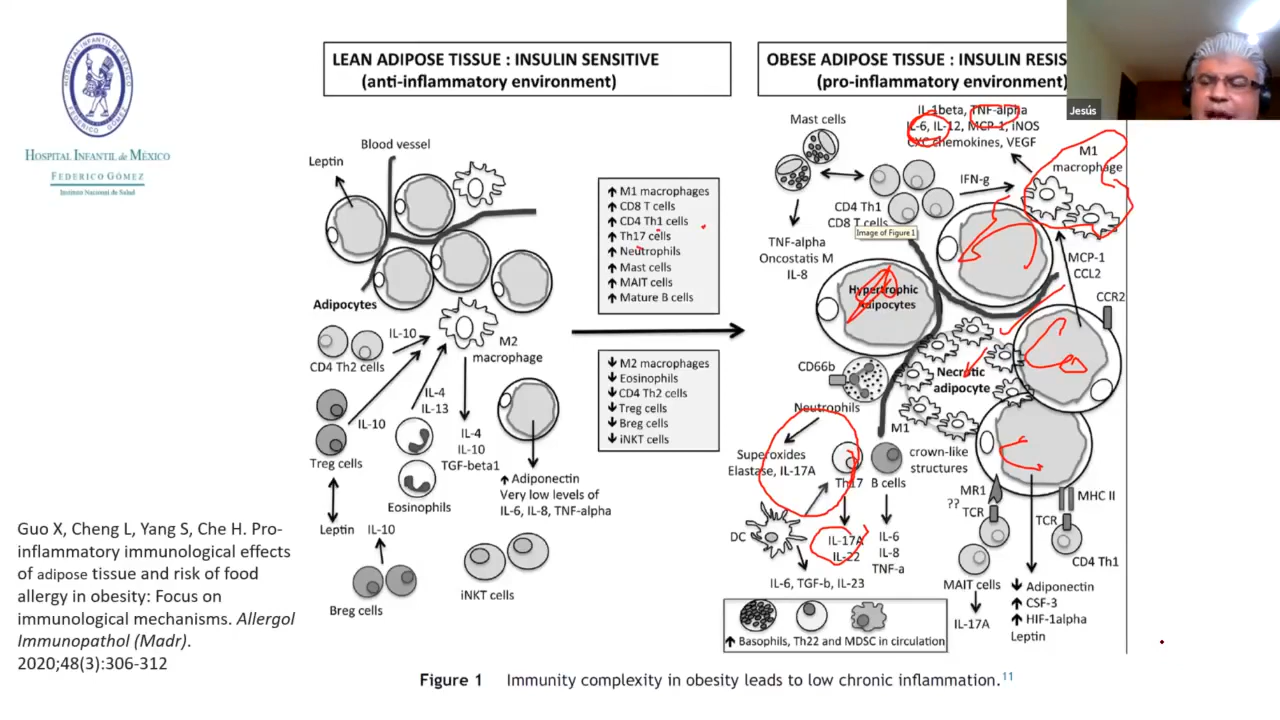 HOSPITAL INFANTIL de MÉXICO
FEDERICO GÓMEZ
Instituto Nacional de Salud
LEAN ADIPOSE TISSUE : INSULIN SENSITIVE
(anti-inflammatory environment)
Leptin
Blood vessel
Adipocytes
CD4 Th2 cells
IL-10
M2
macrophage
IL-10
IL-4
IL-13
IL-4
IL-10
TGF-beta1
Treg cells
Eosinophils
Adiponectin
Very low levels of
IL-6, IL-8, TNF-alpha
Leptin
IL-10
Breg cells
iNKT cells
M1 macrophages
CD8 T cells
CD4 Th1 cells
Th17 cells
Neutrophils
Mast cells
MAIT cells
Mature B cells
M2 macrophages
Eosinophils
CD4 Th2 cells
Treg cells
Breg cells
iNKT cells
OBESE ADIPOSE TISSUE : INSULIN RESIS
(pro-inflammatory environment)
Jesús
Mast cells
IL-1beta, TNF-alpha
IL-6, IL-12, MCP-1, iNOS
CXC chemokines, VEGF
M1
macrophage
IFN-g
CD4 Th1
CD8 T cells
Image of Figure 1
TNF-alpha
Oncostatis M
IL-8
MCP-1
CCL2
CCR2
Hypertrophic
adipocytes
CD66b
Neutrophils
Necrotic
adipocyte
M1
crown-like
structures
Superoxides
Elastase, IL-17A
Th17
B cells
DC
IL-17A
IL-22
IL-6
IL-8
TNF-a
IL-6, TGF-b, IL-23
MR1
??
TCR
MHC II
TCR
CD4 Th1
MAIT cells
IL-17A
Adiponectin
CSF-3
HIF-1alpha
Leptin
Basophils, Th22 and MDSC in circulation
Guo X, Cheng L, Yang S, Che H. Pro-
inflammatory immunological effects
of adipose tissue and risk of food
allergy in obesity: Focus on
immunological mechanisms. Allergol
Immunopathol (Madr).
2020;48(3):306-312
Figure 1 Immunity complexity in obesity leads to low chronic inflammation.11